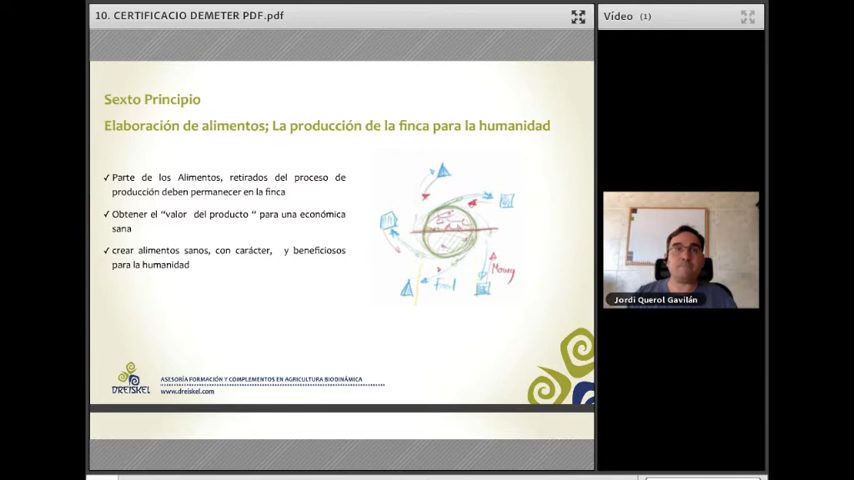 10. CERTIFICACIO DEMETER PDF.pdf
Vídeo (1)
Sexto Principio
Elaboración de alimentos; La producción de la finca para la humanidad
✓ Parte de los Alimentos, retirados del proceso de
producción deben permanecer en la finca
✓ Obtener el “valor del producto “ para una económica
sana
✓ crear alimentos sanos, con carácter, y beneficiosos
para la humanidad
Money
Food
Jordi Querol Gavilán
DREISKEL
ASESORÍA FORMACIÓN Y COMPLEMENTOS EN AGRICULTURA BIODINÁMICA
www.dreiskel.com